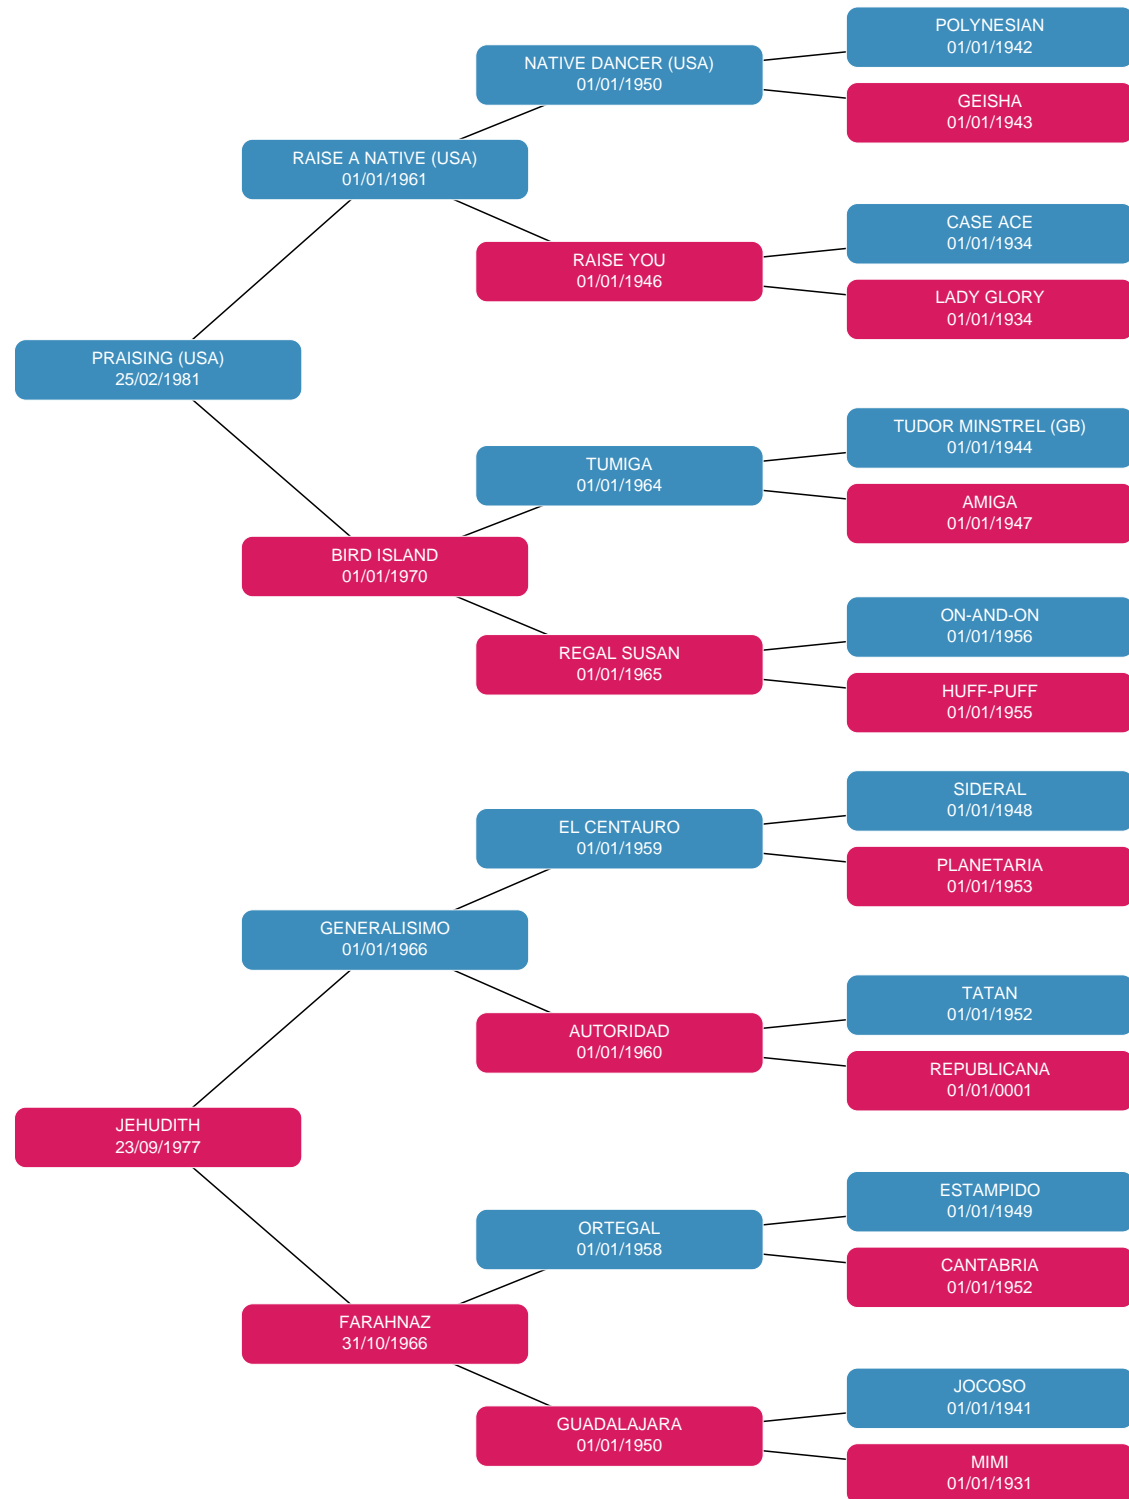 POLYNESIAN
01/01/1942
NATIVE DANCER (USA)
01/01/1950
GEISHA
01/01/1943
RAISE A NATIVE (USA)
01/01/1961
CASE ACE
01/01/1934
RAISE YOU
01/01/1946
LADY GLORY
01/01/1934
PRAISING (USA)
25/02/1981
TUDOR MINSTREL (GB)
01/01/1944
TUMIGA
01/01/1964
AMIGA
01/01/1947
BIRD ISLAND
01/01/1970
ON-AND-ON
01/01/1956
REGAL SUSAN
01/01/1965
HUFF-PUFF
01/01/1955
SIDERAL
01/01/1948
EL CENTAURO
01/01/1959
PLANETARIA
01/01/1953
GENERALISIMO
01/01/1966
TATAN
01/01/1952
AUTORIDAD
01/01/1960
REPUBLICANA
01/01/0001
JEHUDITH
23/09/1977
ESTAMPIDO
01/01/1949
ORTEGAL
01/01/1958
CANTABRIA
01/01/1952
FARAHNAZ
31/10/1966
JOCOSO
01/01/1941
GUADALAJARA
01/01/1950
MIMI
01/01/1931